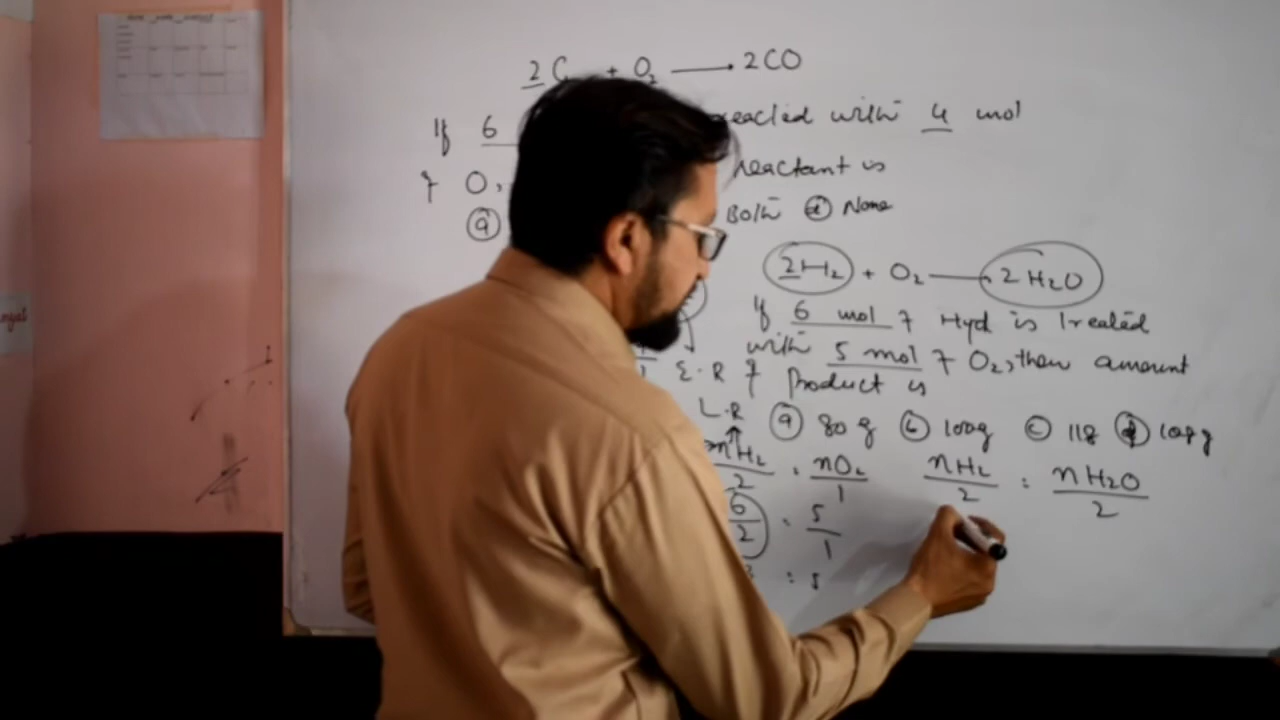 2C + O₂ → 2CO
If 6 reacted with 4 mol
of O₂ reactant is
ⓐ Both ⓓ None
2H₂ + O₂ → 2H₂O
If 6 mol of Hyd is treated
with 5 mol of O₂, then amount
of Product is
ⓐ 80 g ⓑ 100g ⓒ 118 ⓓ 108 g
E.R
L.R
nH₂/2 : nO₂/1
6/2 : 5/1
: 5
nH₂/2 : nH₂O/2